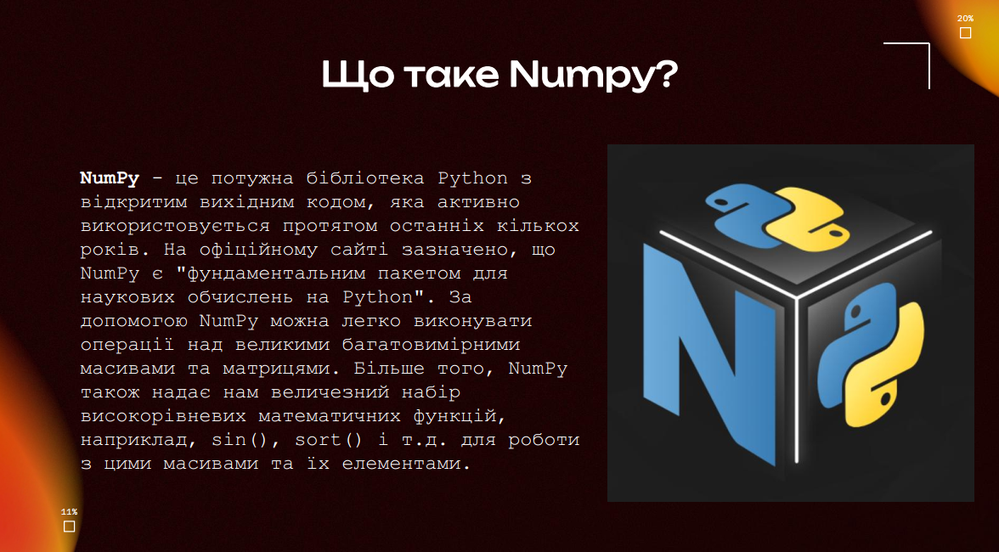 20%
Що таке Numpy?
NumPy - це потужна бібліотека Python з
відкритим вихідним кодом, яка активно
використовується протягом останніх кількох
років. На офіційному сайті зазначено, що
NumPy є "фундаментальним пакетом для
наукових обчислень на Python". За
допомогою NumPy можна легко виконувати
операції над великими багатовимірними
масивами та матрицями. Більше того, NumPy
також надає нам величезний набір
високорівневих математичних функцій,
наприклад, sin(), sort() і т.д. для роботи
з цими масивами та їх елементами.
N
11%